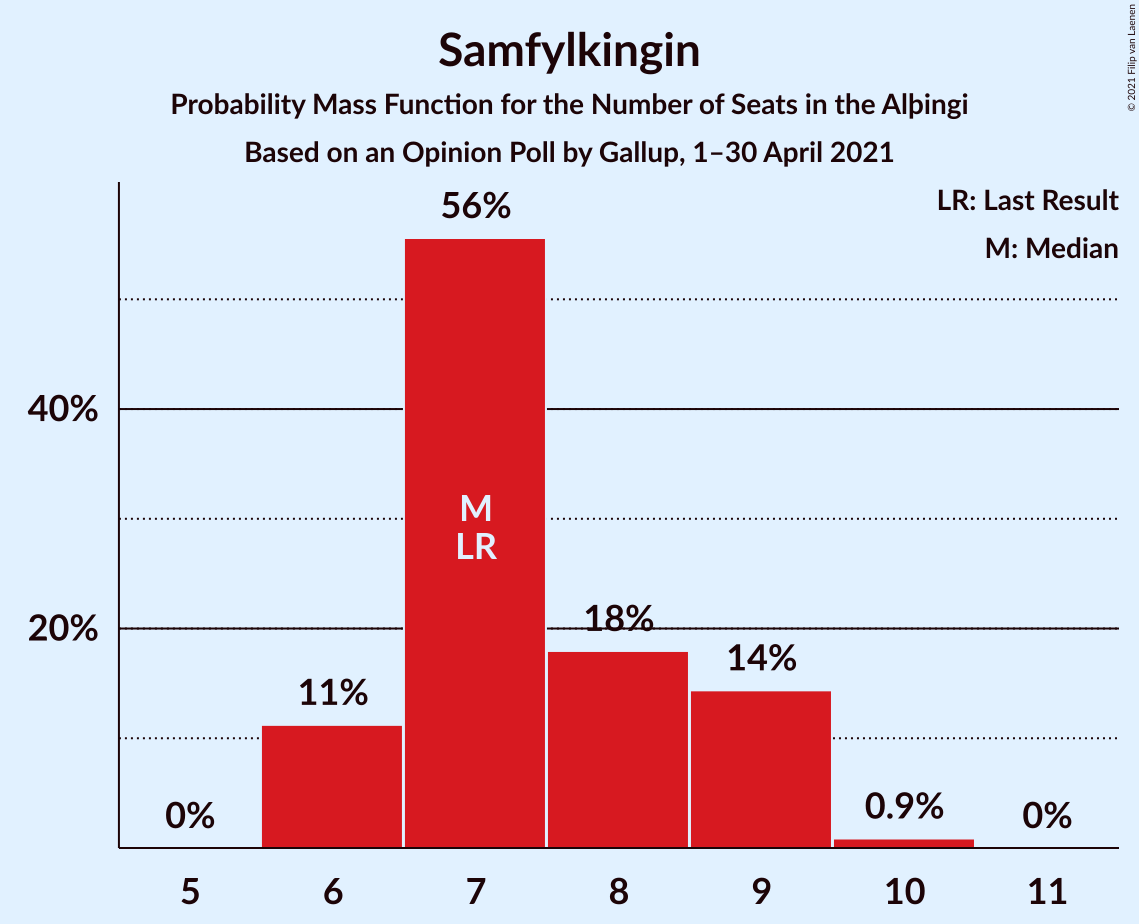 Samfylkingin
Probability Mass Function for the Number of Seats in the Alþingi
Based on an Opinion Poll by Gallup, 1–30 April 2021
© 2021 Filip van Laenen
LR: Last Result
M: Median
56%
40%
M
LR
20%
18%
14%
11%
0%
0.9%
0%
5 6 7 8 9 10 11